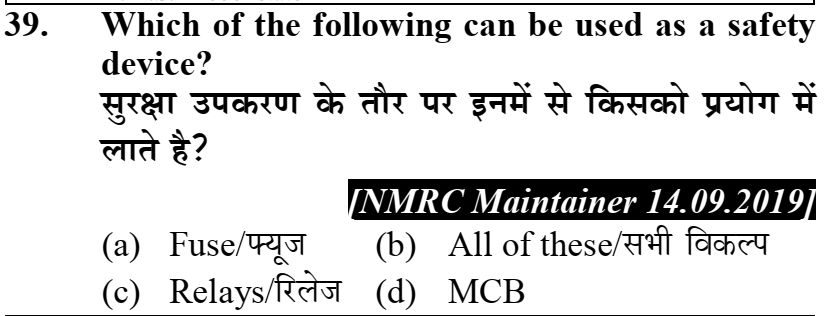 39. Which of the following can be used as a safety
device?
सुरक्षा उपकरण के तौर पर इनमें से किसको प्रयोग में
लाते है?
[NMRC Maintainer 14.09.2019]
(a) Fuse/फ्यूज (b) All of these/सभी विकल्प
(c) Relays/रिलेज (d) MCB